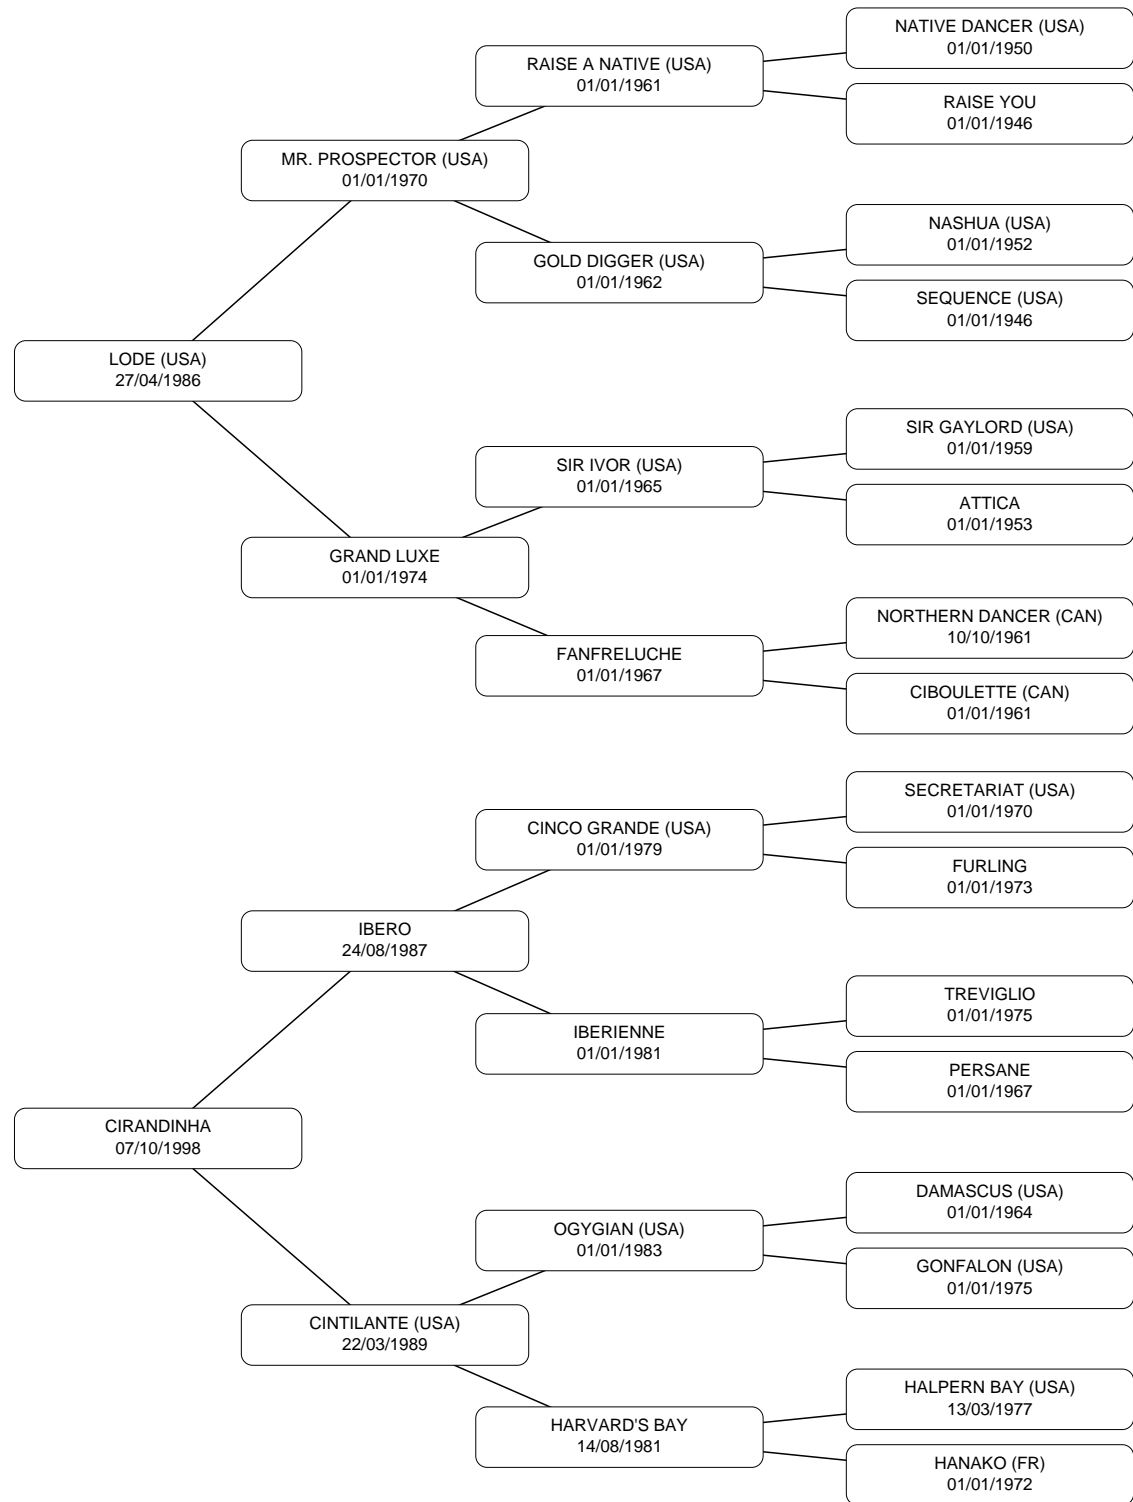 NATIVE DANCER (USA)
01/01/1950
RAISE A NATIVE (USA)
01/01/1961
RAISE YOU
01/01/1946
MR. PROSPECTOR (USA)
01/01/1970
NASHUA (USA)
01/01/1952
GOLD DIGGER (USA)
01/01/1962
SEQUENCE (USA)
01/01/1946
LODE (USA)
27/04/1986
SIR GAYLORD (USA)
01/01/1959
SIR IVOR (USA)
01/01/1965
ATTICA
01/01/1953
GRAND LUXE
01/01/1974
NORTHERN DANCER (CAN)
10/10/1961
FANFRELUCHE
01/01/1967
CIBOULETTE (CAN)
01/01/1961
SECRETARIAT (USA)
01/01/1970
CINCO GRANDE (USA)
01/01/1979
FURLING
01/01/1973
IBERO
24/08/1987
TREVIGLIO
01/01/1975
IBERIENNE
01/01/1981
PERSANE
01/01/1967
CIRANDINHA
07/10/1998
DAMASCUS (USA)
01/01/1964
OGYGIAN (USA)
01/01/1983
GONFALON (USA)
01/01/1975
CINTILANTE (USA)
22/03/1989
HALPERN BAY (USA)
13/03/1977
HARVARD'S BAY
14/08/1981
HANAKO (FR)
01/01/1972